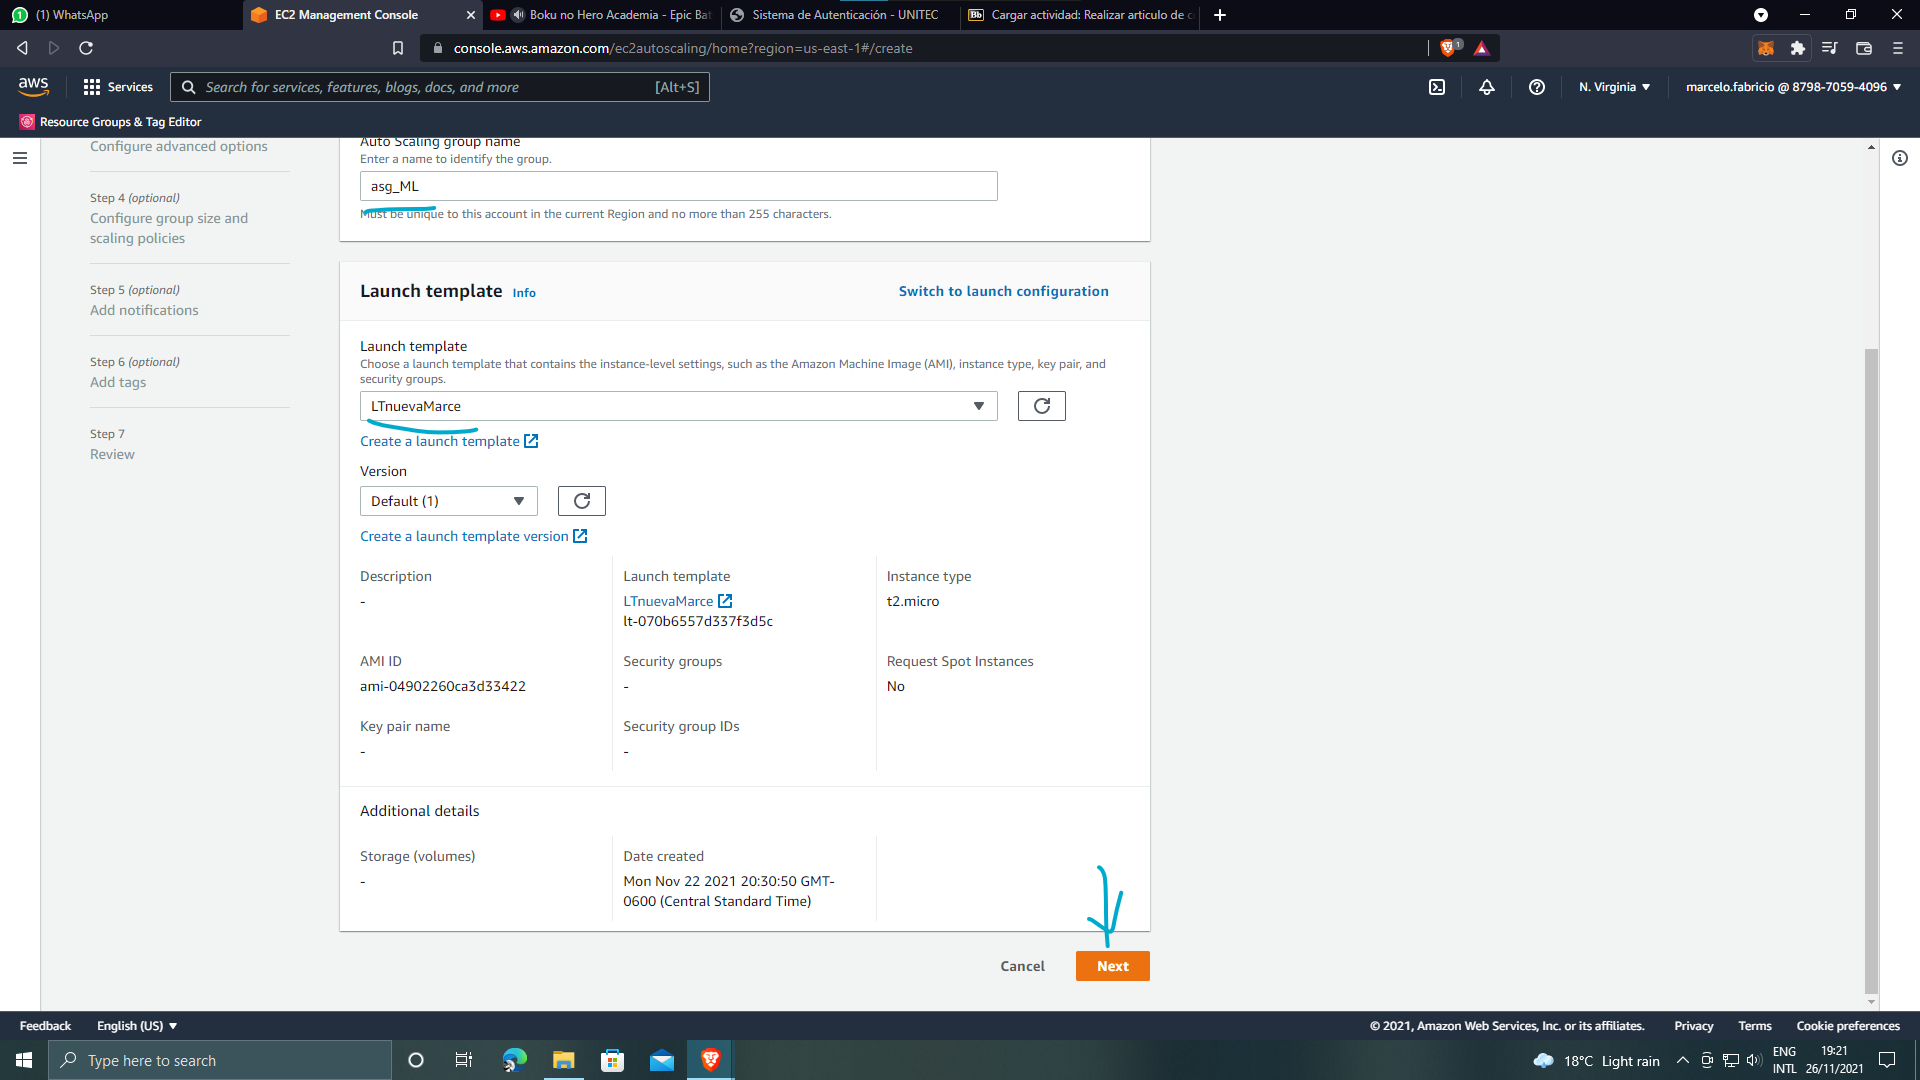 (1) WhatsApp
EC2 Management Console
Boku no Hero Academia - Epic Bat
Sistema de Autenticación - UNITEC
Bb
Cargar actividad: Realizar articulo de c
console.aws.amazon.com/ec2autoscaling/home?region=us-east-1#/create
1
aws
Services
Search for services, features, blogs, docs, and more
[Alt+S]
N. Virginia
marcelo.fabricio @ 8798-7059-4096
Resource Groups & Tag Editor
Configure advanced options
Step 4 (optional)
Configure group size and
scaling policies
Step 5 (optional)
Add notifications
Step 6 (optional)
Add tags
Step 7
Review
Auto Scaling group name
Enter a name to identify the group.
asg_ML
Must be unique to this account in the current Region and no more than 255 characters.
Launch template Info
Switch to launch configuration
Launch template
Choose a launch template that contains the instance-level settings, such as the Amazon Machine Image (AMI), instance type, key pair, and
security groups.
LTnuevaMarce
Create a launch template
Version
Default (1)
Create a launch template version
Description
-
Launch template
LTnuevaMarce
lt-070b6557d337f3d5c
Instance type
t2.micro
AMI ID
ami-04902260ca3d33422
Security groups
-
Request Spot Instances
No
Key pair name
-
Security group IDs
-
Additional details
Storage (volumes)
-
Date created
Mon Nov 22 2021 20:30:50 GMT-
0600 (Central Standard Time)
Cancel
Next
Feedback
English (US)
© 2021, Amazon Web Services, Inc. or its affiliates.
Privacy
Terms
Cookie preferences
Type here to search
18°C Light rain
ENG
INTL
19:21
26/11/2021